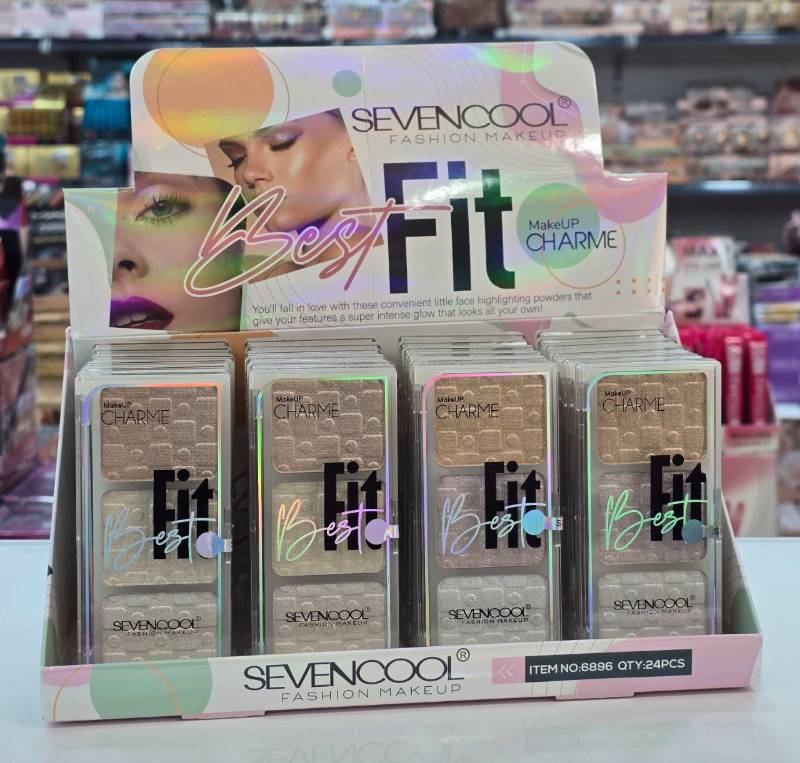 SEVENCOOL®
FASHION MAKEUP
Best Fit
MakeUP
CHARME
You'll fall in love with these convenient little face highlighting powders that
give your features a super intense glow that looks all your own!
MakeUP
CHARME
Fit
Best
SEVENCOOL®
FASHION MAKEUP
MakeUP
CHARME
Fit
Best
SEVENCOOL®
FASHION MAKEUP
MakeUP
CHARME
Fit
Best
SEVENCOOL®
FASHION MAKEUP
MakeUP
CHARME
Fit
Best
SEVENCOOL®
FASHION MAKEUP
SEVENCOOL®
FASHION MAKEUP
ITEM NO:6896 QTY:24PCS